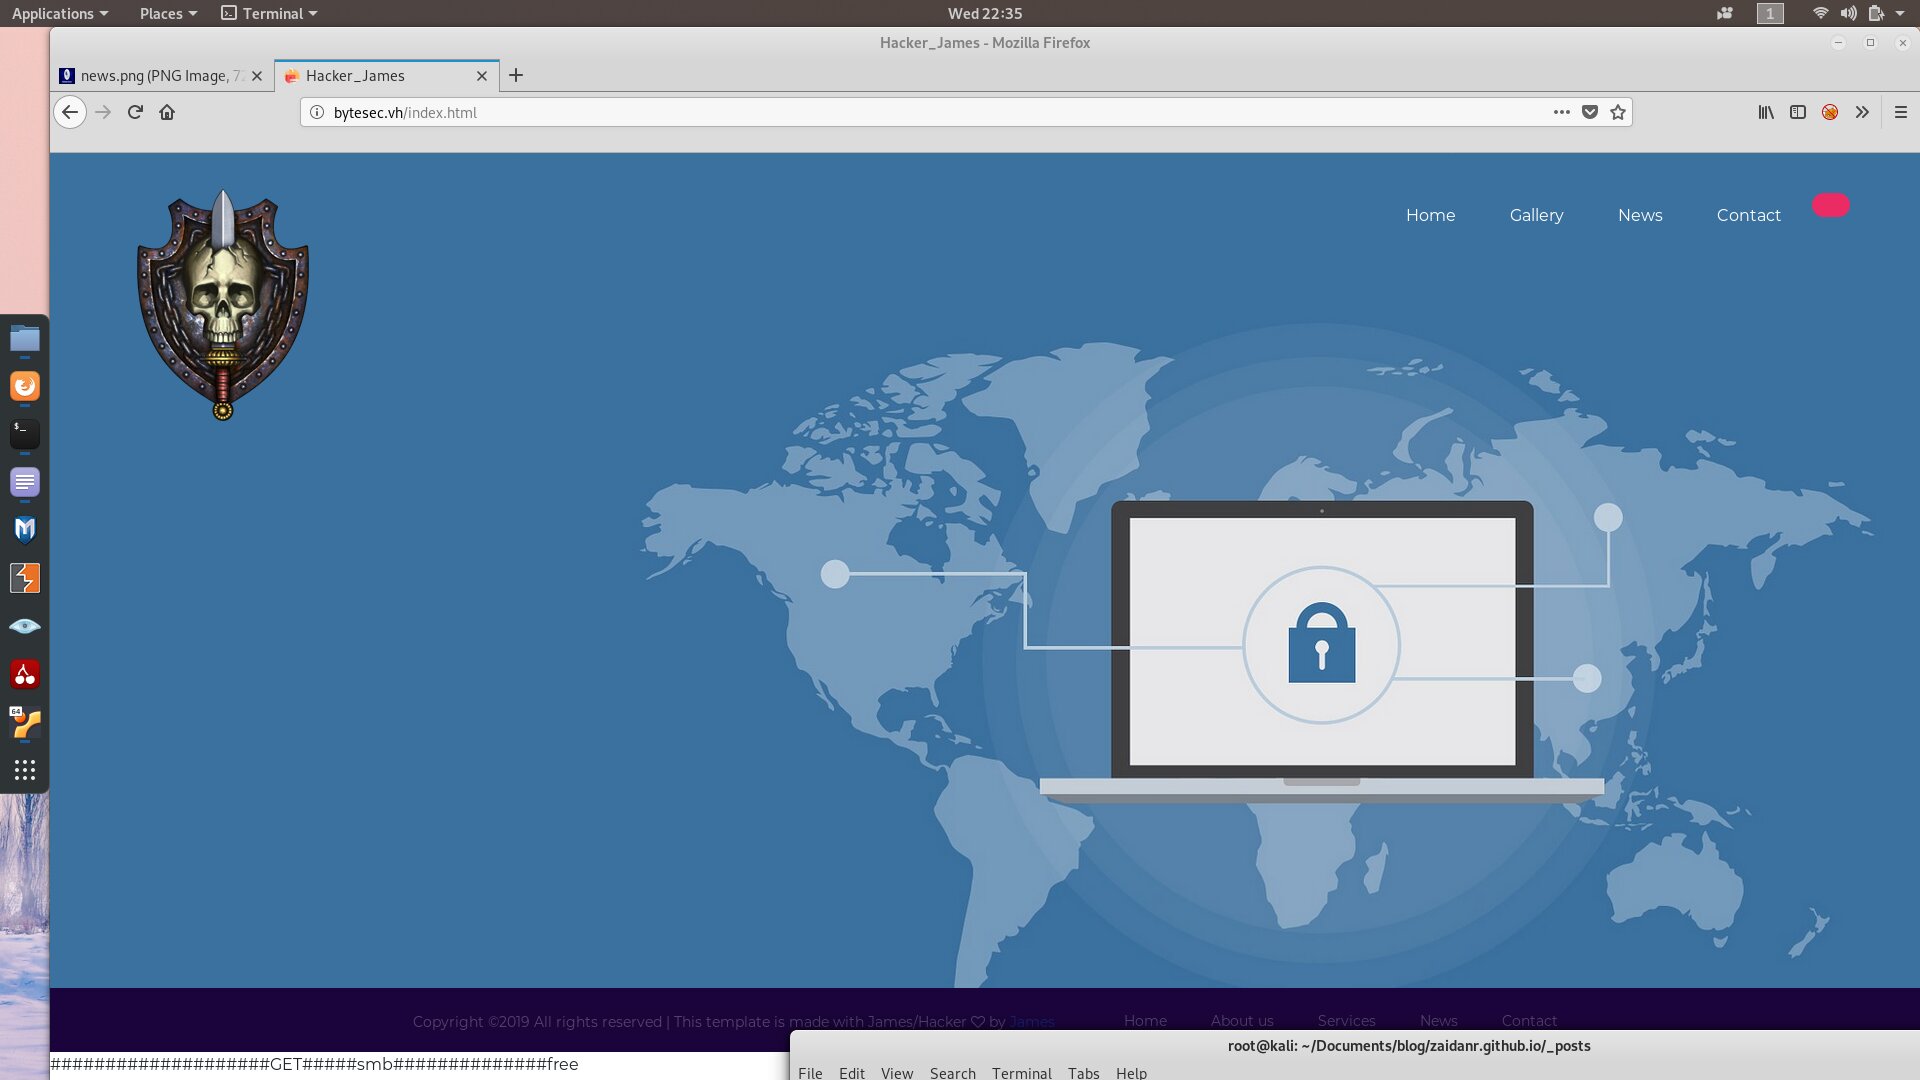 Applications Places Terminal Wed 22:35 1
Hacker_James - Mozilla Firefox
news.png (PNG Image, 72 Hacker_James
bytesec.vh/index.html
Home Gallery News Contact
$_
64
Copyright ©2019 All rights reserved | This template is made with James/Hacker ♡ by James Home About us Services News Contact
####################GET#####smb##############free
root@kali: ~/Documents/blog/zaidanr.github.io/_posts
File Edit View Search Terminal Tabs Help